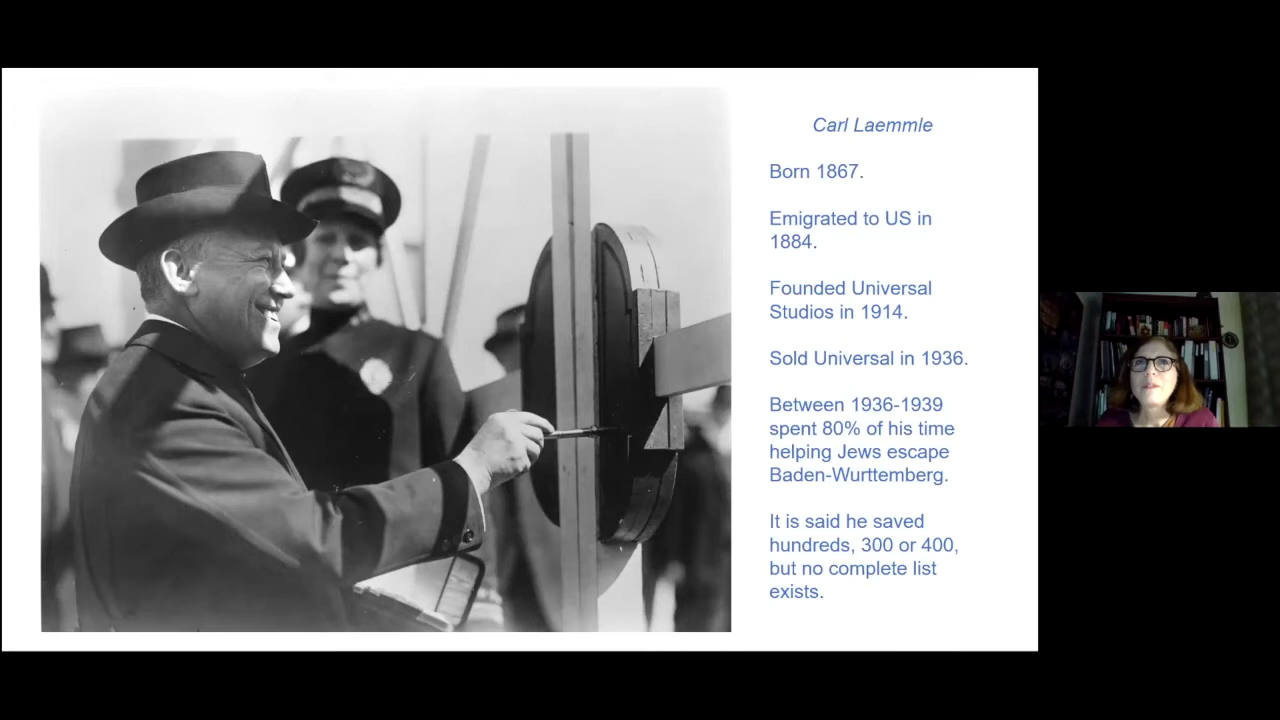 Carl Laemmle
Born 1867.
Emigrated to US in
1884.
Founded Universal
Studios in 1914.
Sold Universal in 1936.
Between 1936-1939
spent 80% of his time
helping Jews escape
Baden-Wurttemberg.
It is said he saved
hundreds, 300 or 400,
but no complete list
exists.